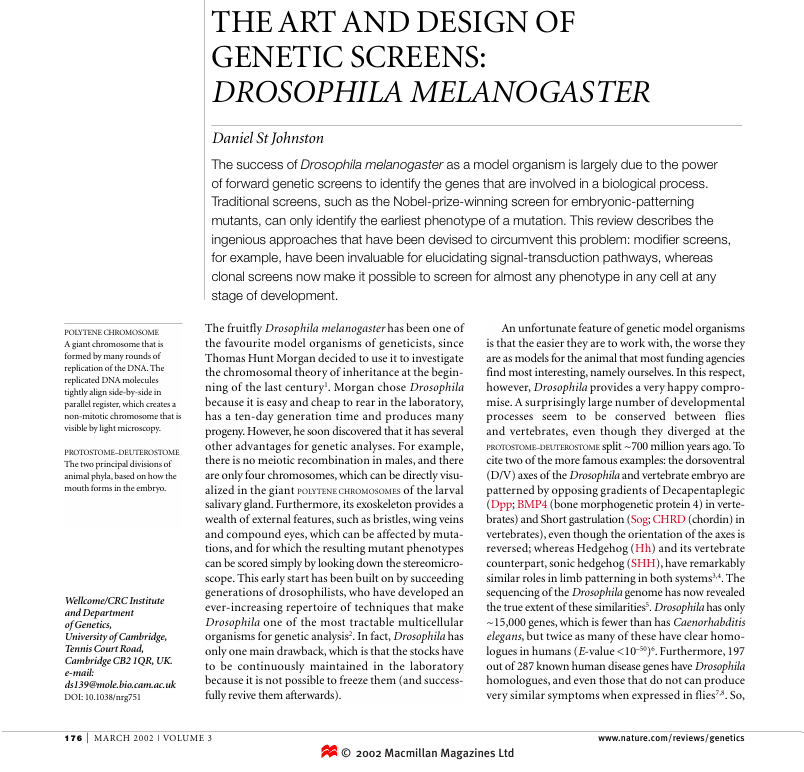 THE ART AND DESIGN OF
GENETIC SCREENS:
DROSOPHILA MELANOGASTER
Daniel St Johnston
The success of Drosophila melanogaster as a model organism is largely due to the power
of forward genetic screens to identify the genes that are involved in a biological process.
Traditional screens, such as the Nobel-prize-winning screen for embryonic-patterning
mutants, can only identify the earliest phenotype of a mutation. This review describes the
ingenious approaches that have been devised to circumvent this problem: modifier screens,
for example, have been invaluable for elucidating signal-transduction pathways, whereas
clonal screens now make it possible to screen for almost any phenotype in any cell at any
stage of development.
POLYTENE CHROMOSOME
A giant chromosome that is
formed by many rounds of
replication of the DNA. The
replicated DNA molecules
tightly align side-by-side in
parallel register, which creates a
non-mitotic chromosome that is
visible by light microscopy.
PROTOSTOME–DEUTEROSTOME
The two principal divisions of
animal phyla, based on how the
mouth forms in the embryo.
Wellcome/CRC Institute
and Department
of Genetics,
University of Cambridge,
Tennis Court Road,
Cambridge CB2 1QR, UK.
e-mail:
ds139@mole.bio.cam.ac.uk
DOI: 10.1038/nrg751
The fruitfly Drosophila melanogaster has been one of
the favourite model organisms of geneticists, since
Thomas Hunt Morgan decided to use it to investigate
the chromosomal theory of inheritance at the begin-
ning of the last century1. Morgan chose Drosophila
because it is easy and cheap to rear in the laboratory,
has a ten-day generation time and produces many
progeny. However, he soon discovered that it has several
other advantages for genetic analyses. For example,
there is no meiotic recombination in males, and there
are only four chromosomes, which can be directly visu-
alized in the giant POLYTENE CHROMOSOMES of the larval
salivary gland. Furthermore, its exoskeleton provides a
wealth of external features, such as bristles, wing veins
and compound eyes, which can be affected by muta-
tions, and for which the resulting mutant phenotypes
can be scored simply by looking down the stereomicro-
scope. This early start has been built on by succeeding
generations of drosophilists, who have developed an
ever-increasing repertoire of techniques that make
Drosophila one of the most tractable multicellular
organisms for genetic analysis2. In fact, Drosophila has
only one main drawback, which is that the stocks have
to be continuously maintained in the laboratory
because it is not possible to freeze them (and success-
fully revive them afterwards).
An unfortunate feature of genetic model organisms
is that the easier they are to work with, the worse they
are as models for the animal that most funding agencies
find most interesting, namely ourselves. In this respect,
however, Drosophila provides a very happy compro-
mise. A surprisingly large number of developmental
processes seem to be conserved between flies
and vertebrates, even though they diverged at the
PROTOSTOME–DEUTEROSTOME split ~700 million years ago. To
cite two of the more famous examples: the dorsoventral
(D/V) axes of the Drosophila and vertebrate embryo are
patterned by opposing gradients of Decapentaplegic
(Dpp; BMP4 (bone morphogenetic protein 4) in verte-
brates) and Short gastrulation (Sog; CHRD (chordin) in
vertebrates), even though the orientation of the axes is
reversed; whereas Hedgehog (Hh) and its vertebrate
counterpart, sonic hedgehog (SHH), have remarkably
similar roles in limb patterning in both systems3,4. The
sequencing of the Drosophila genome has now revealed
the true extent of these similarities5. Drosophila has only
~15,000 genes, which is fewer than has Caenorhabditis
elegans, but twice as many of these have clear homo-
logues in humans (E-value <10−50)6. Furthermore, 197
out of 287 known human disease genes have Drosophila
homologues, and even those that do not can produce
very similar symptoms when expressed in flies7,8. So,
176 | MARCH 2002 | VOLUME 3
www.nature.com/reviews/genetics
© 2002 Macmillan Magazines Ltd